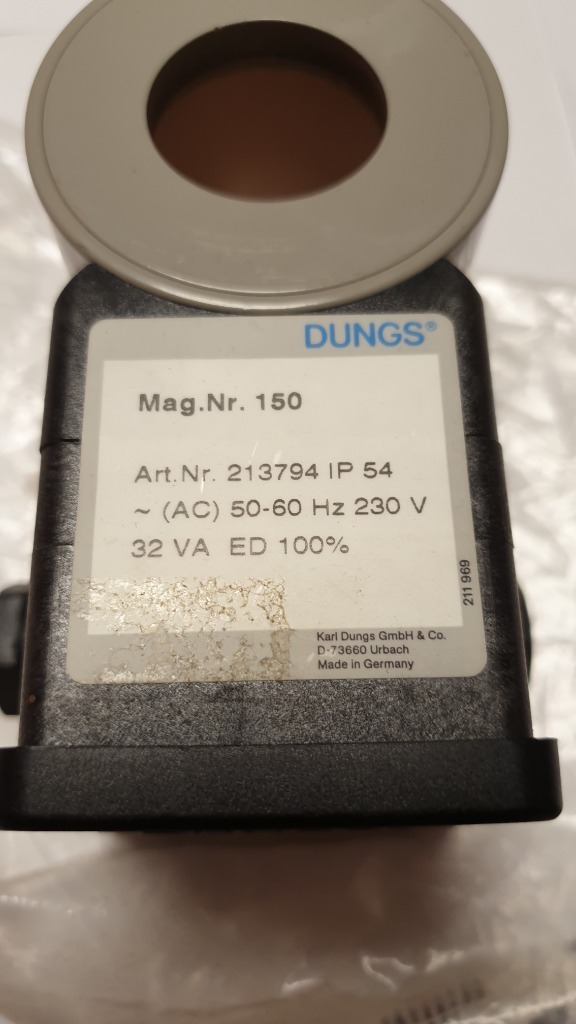 DUNGS®
Mag.Nr. 150
Art.Nr. 213794 IP 54
~ (AC) 50-60 Hz 230 V
32 VA ED 100%
211 969
Karl Dungs GmbH & Co.
D-73660 Urbach
Made in Germany